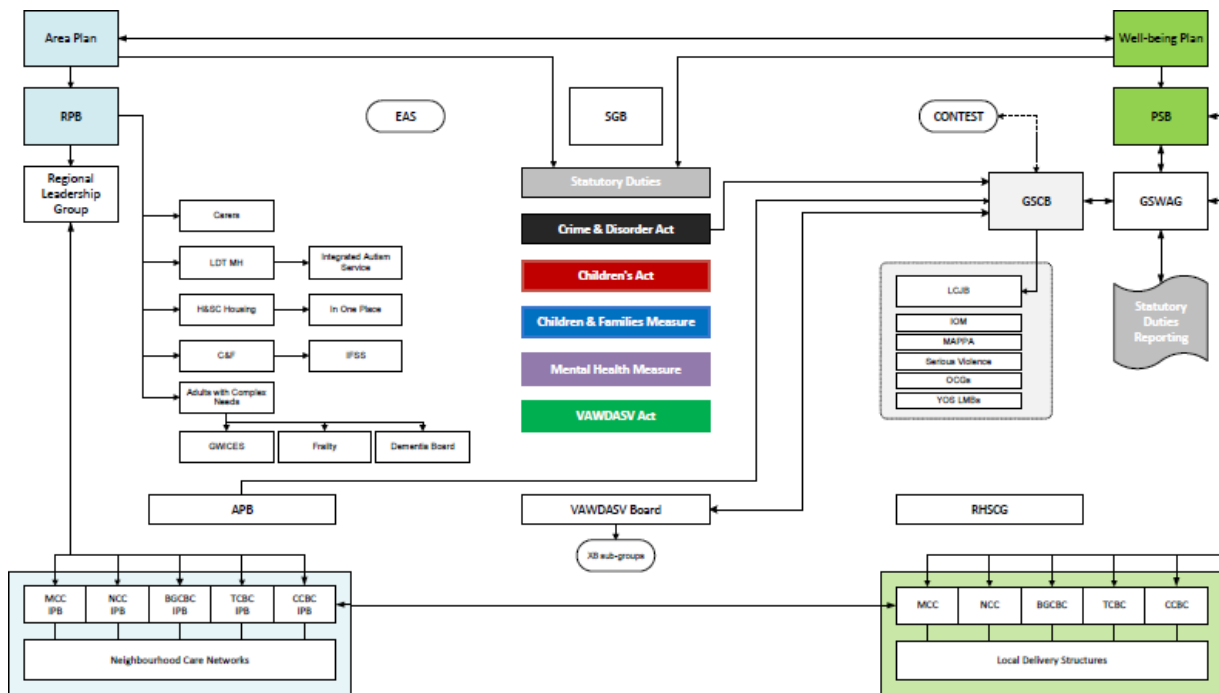 Area Plan
Well-being Plan
RPB
EAS
SGB
CONTEST
PSB
Regional
Leadership
Group
Statutory Duties
GSCB
GSWAG
Carers
Crime & Disorder Act
LDT MH
Integrated Autism
Service
Children's Act
LCJB
H&SC Housing
In One Place
Children & Families Measure
IOM
MAPPA
Serious Violence
OCGs
YOS LMBs
Statutory
Duties
Reporting
C&F
IFSS
Mental Health Measure
Adults with Complex
Needs
VAWDASV Act
GWICES
Frailty
Dementia Board
APB
VAWDASV Board
RHSCG
X6 sub-groups
MCC
IPB
NCC
IPB
BGCBC
IPB
TCBC
IPB
CCBC
IPB
MCC
NCC
BGCBC
TCBC
CCBC
Neighbourhood Care Networks
Local Delivery Structures